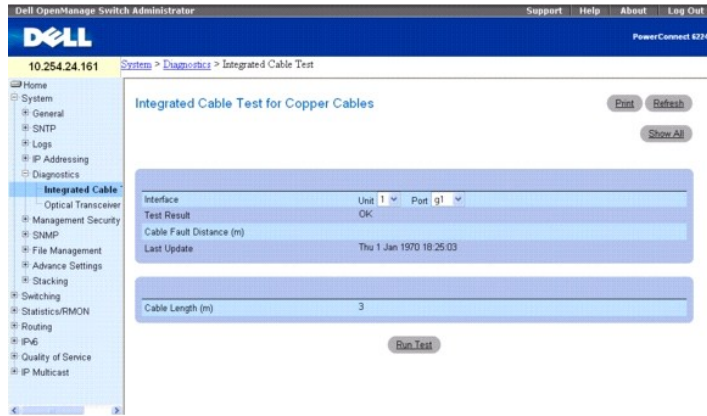 Dell OpenManage Switch Administrator
Support Help About Log Out
DELL
PowerConnect 6224
10.254.24.161
System > Diagnostics > Integrated Cable Test
Home
System
General
SNTP
Logs
IP Addressing
Diagnostics
Integrated Cable
Optical Transceiver
Management Security
SNMP
File Management
Advance Settings
Stacking
Switching
Statistics/RMON
Routing
IPv6
Quality of Service
IP Multicast
Integrated Cable Test for Copper Cables
Print Refresh
Show All
Interface Unit 1 Port g1
Test Result OK
Cable Fault Distance (m)
Last Update Thu 1 Jan 1970 18:25:03
Cable Length (m) 3
Run Test